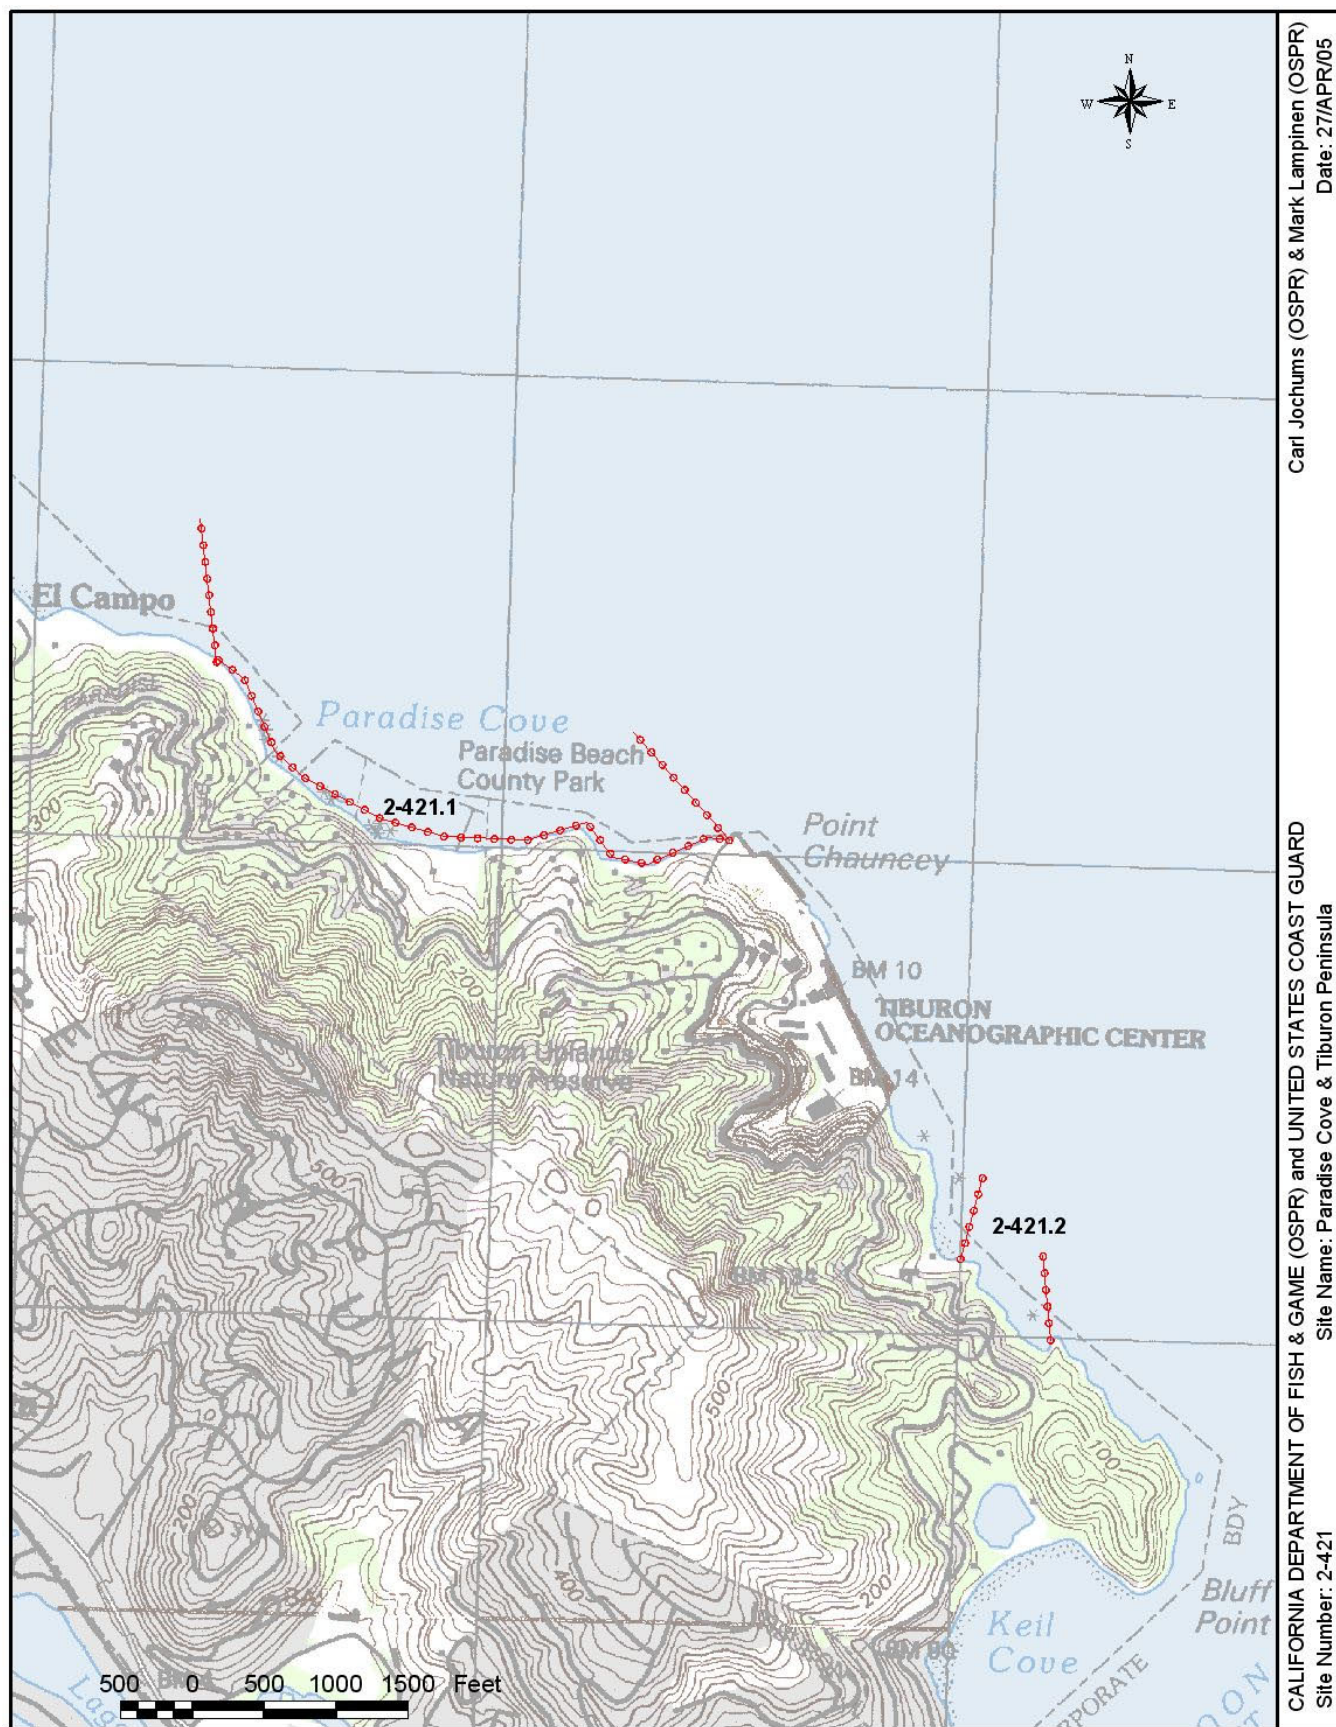 N
W E
S
El Campo
PARADISE
Paradise Cove
Paradise Beach
County Park
2-421.1
300
Point
Chauncey
200
BM 10
TIBURON
OCEANOGRAPHIC CENTER
Tiburon Uplands
Nature Preserve
BM 14
500
2-421.2
500
100
200
400
200
BDY
Bluff
Point
Keil
Cove
500 0 500 1000 1500 Feet
Carl Jochums (OSPR) & Mark Lampinen (OSPR)
Date: 27/APR/05
CALIFORNIA DEPARTMENT OF FISH & GAME (OSPR) and UNITED STATES COAST GUARD
Site Number: 2-421 Site Name: Paradise Cove & Tiburon Peninsula